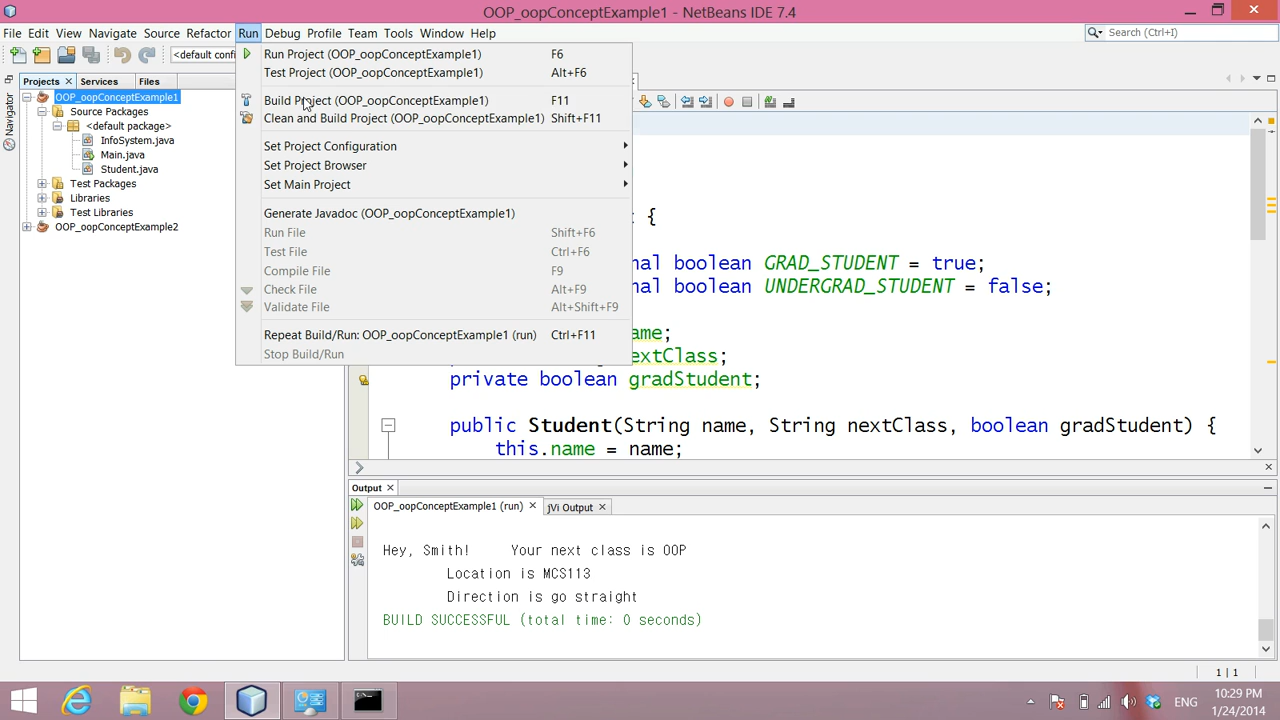 OOP_oopConceptExample1 - NetBeans IDE 7.4
File Edit View Navigate Source Refactor Run Debug Profile Team Tools Window Help
Search (Ctrl+I)
<default confi
Projects Services Files
Navigator
OOP_oopConceptExample1
Source Packages
<default package>
InfoSystem.java
Main.java
Student.java
Test Packages
Libraries
Test Libraries
OOP_oopConceptExample2
Run Project (OOP_oopConceptExample1) F6
Test Project (OOP_oopConceptExample1) Alt+F6
Build Project (OOP_oopConceptExample1) F11
Clean and Build Project (OOP_oopConceptExample1) Shift+F11
Set Project Configuration
Set Project Browser
Set Main Project
Generate Javadoc (OOP_oopConceptExample1)
Run File Shift+F6
Test File Ctrl+F6
Compile File F9
Check File Alt+F9
Validate File Alt+Shift+F9
Repeat Build/Run: OOP_oopConceptExample1 (run) Ctrl+F11
Stop Build/Run
t {
nal boolean GRAD_STUDENT = true;
nal boolean UNDERGRAD_STUDENT = false;
ame;
extClass;
private boolean gradStudent;
public Student(String name, String nextClass, boolean gradStudent) {
this.name = name;
Output
OOP_oopConceptExample1 (run) jVi Output
Hey, Smith! Your next class is OOP
Location is MCS113
Direction is go straight
BUILD SUCCESSFUL (total time: 0 seconds)
1 | 1
ENG
10:29 PM
1/24/2014